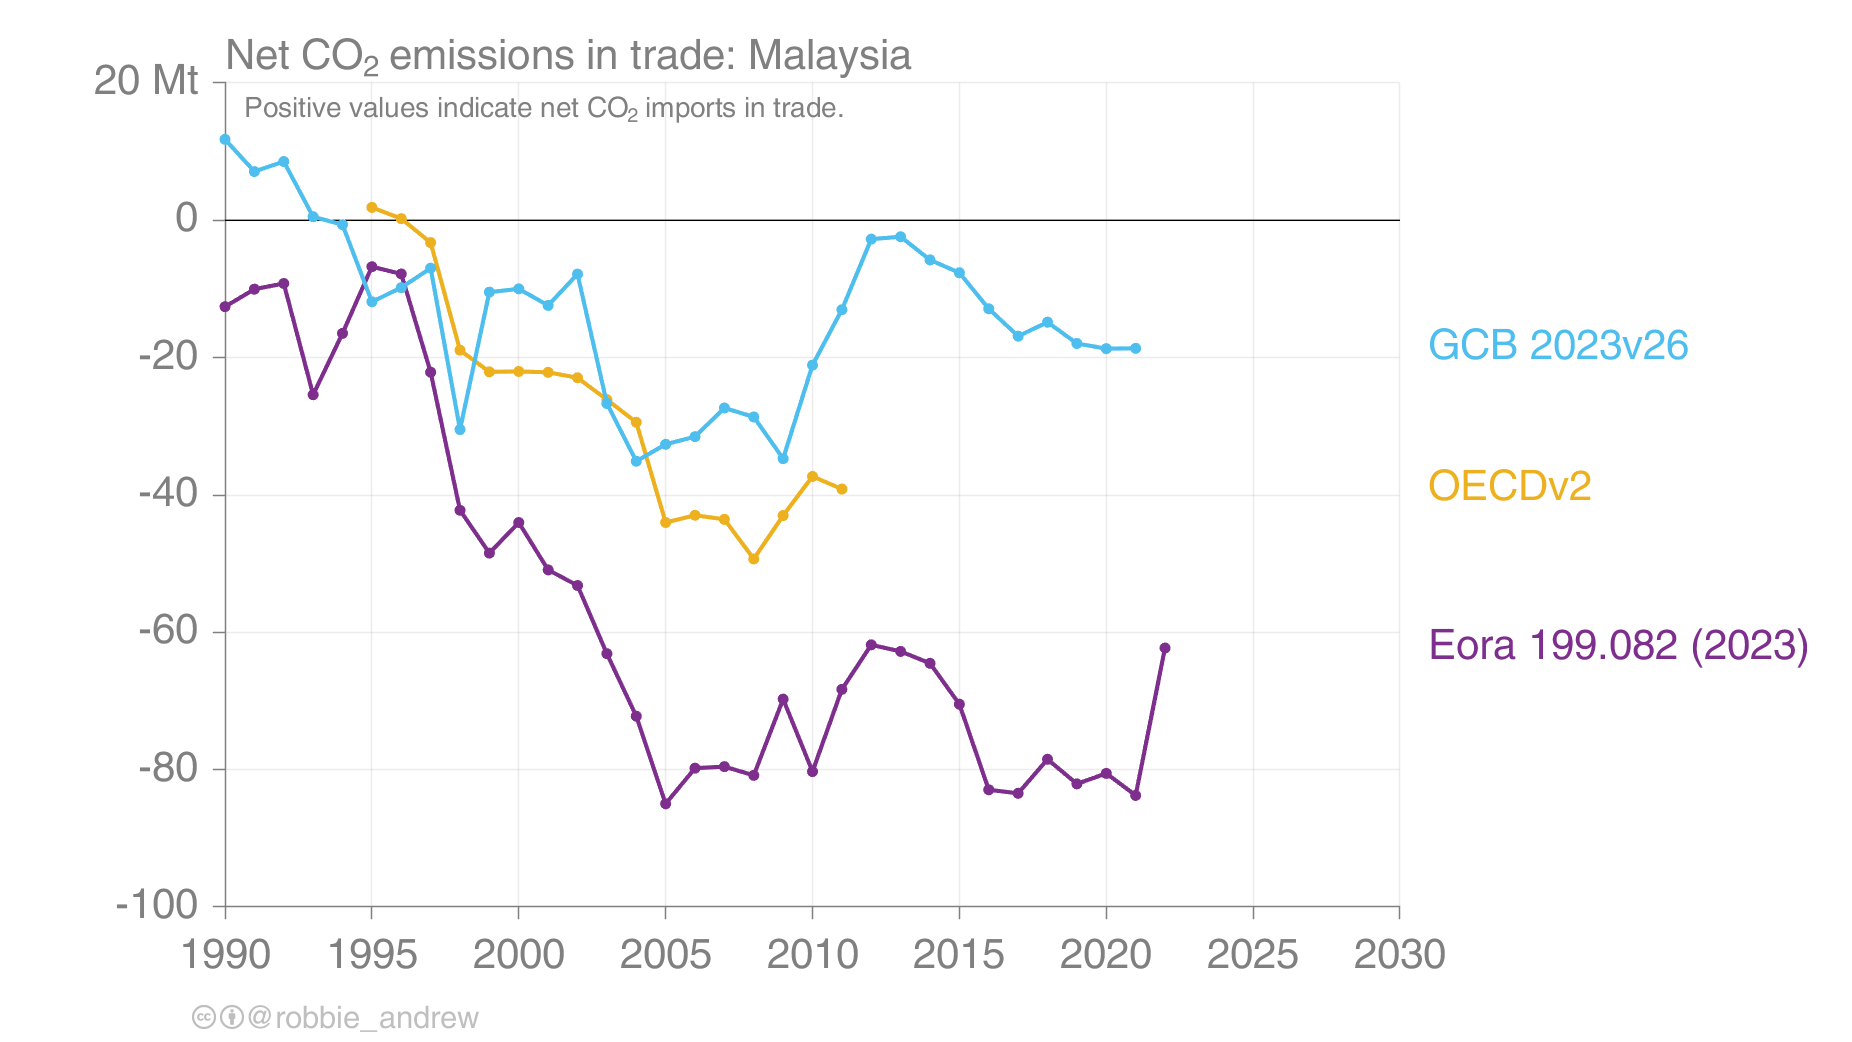 Net CO₂ emissions in trade: Malaysia
20 Mt
Positive values indicate net CO₂ imports in trade.
0
-20
GCB 2023v26
-40
OECDv2
-60
Eora 199.082 (2023)
-80
-100
1990 1995 2000 2005 2010 2015 2020 2025 2030
cc @robbie_andrew